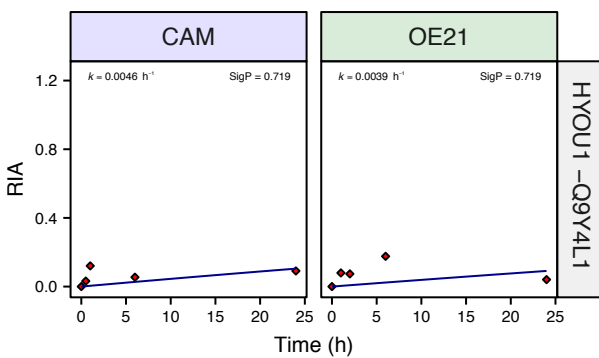 CAM OE21
k = 0.0046 h⁻¹ SigP = 0.719 k = 0.0039 h⁻¹ SigP = 0.719
1.2
0.8
0.4
0.0
RIA
HYOU1 −Q9Y4L1
0 5 10 15 20 25 0 5 10 15 20 25
Time (h)